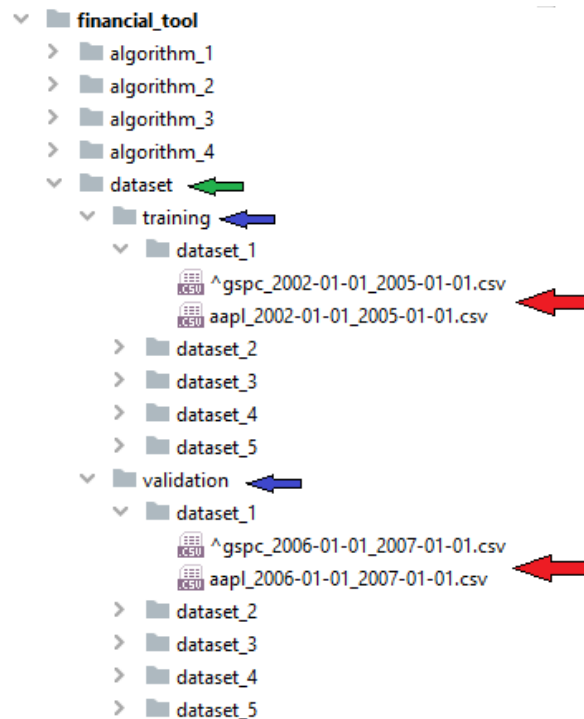 financial_tool
algorithm_1
algorithm_2
algorithm_3
algorithm_4
dataset
training
dataset_1
^gspc_2002-01-01_2005-01-01.csv
aapl_2002-01-01_2005-01-01.csv
dataset_2
dataset_3
dataset_4
dataset_5
validation
dataset_1
^gspc_2006-01-01_2007-01-01.csv
aapl_2006-01-01_2007-01-01.csv
dataset_2
dataset_3
dataset_4
dataset_5